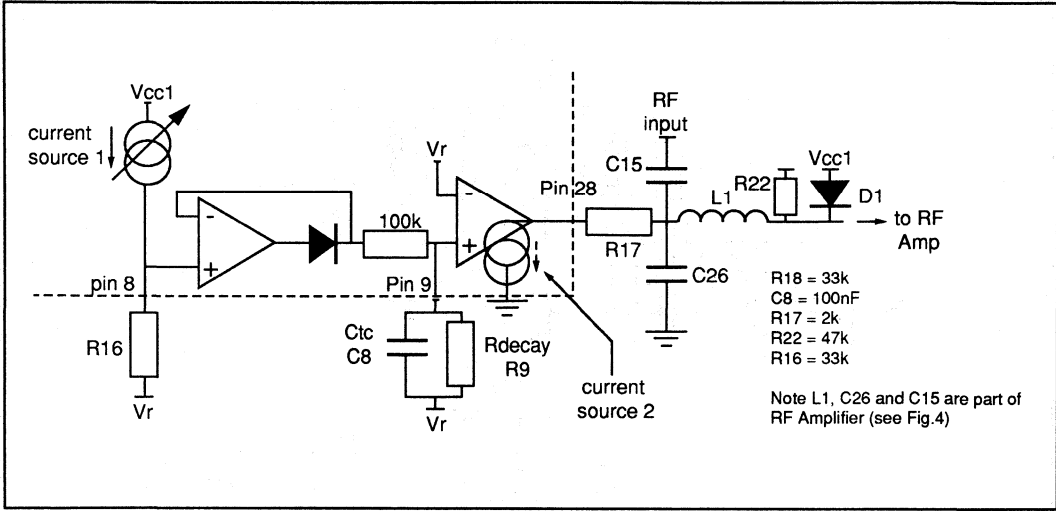 Vcc1
current
source 1
-
+
pin 8
R16
Vr
100k
Pin 9
Ctc
C8
Rdecay
R9
Vr
Vr
-
+
Pin 28
current
source 2
R17
RF
input
C15
C26
L1
R22
Vcc1
D1
to RF
Amp
R18 = 33k
C8 = 100nF
R17 = 2k
R22 = 47k
R16 = 33k
Note L1, C26 and C15 are part of
RF Amplifier (see Fig.4)